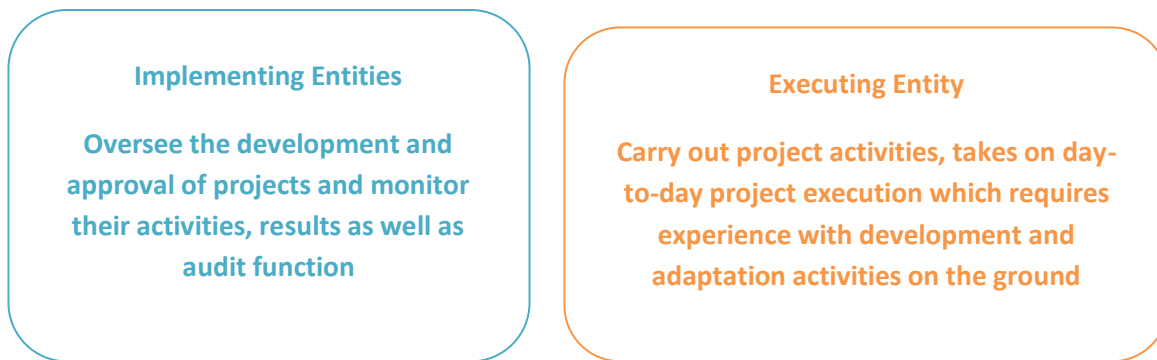 Implementing Entities
Oversee the development and
approval of projects and monitor
their activities, results as well as
audit function
Executing Entity
Carry out project activities, takes on day-
to-day project execution which requires
experience with development and
adaptation activities on the ground